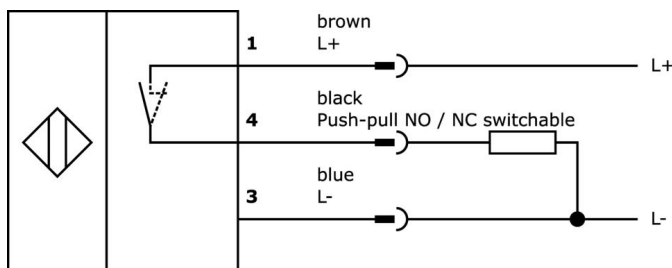 brown
1 L+
L+
black
4 Push-pull NO / NC switchable
blue
3 L-
L-